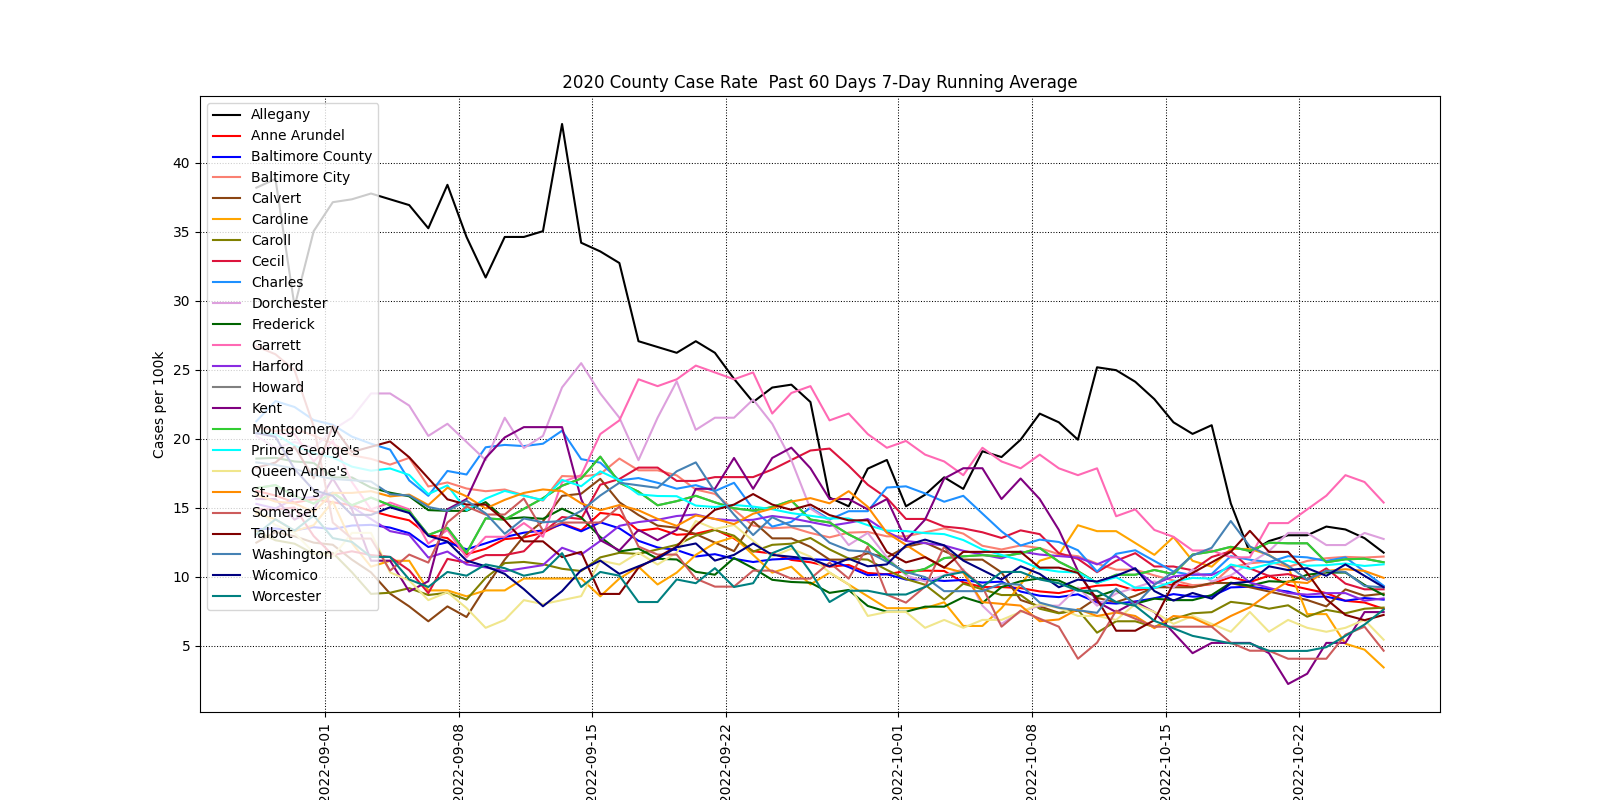 2020 County Case Rate  Past 60 Days 7-Day Running Average
Cases per 100k
40
35
30
25
20
15
10
5
Allegany
Anne Arundel
Baltimore County
Baltimore City
Calvert
Caroline
Caroll
Cecil
Charles
Dorchester
Frederick
Garrett
Harford
Howard
Kent
Montgomery
Prince George's
Queen Anne's
St. Mary's
Somerset
Talbot
Washington
Wicomico
Worcester
2022-09-01
2022-09-08
2022-09-15
2022-09-22
2022-10-01
2022-10-08
2022-10-15
2022-10-22